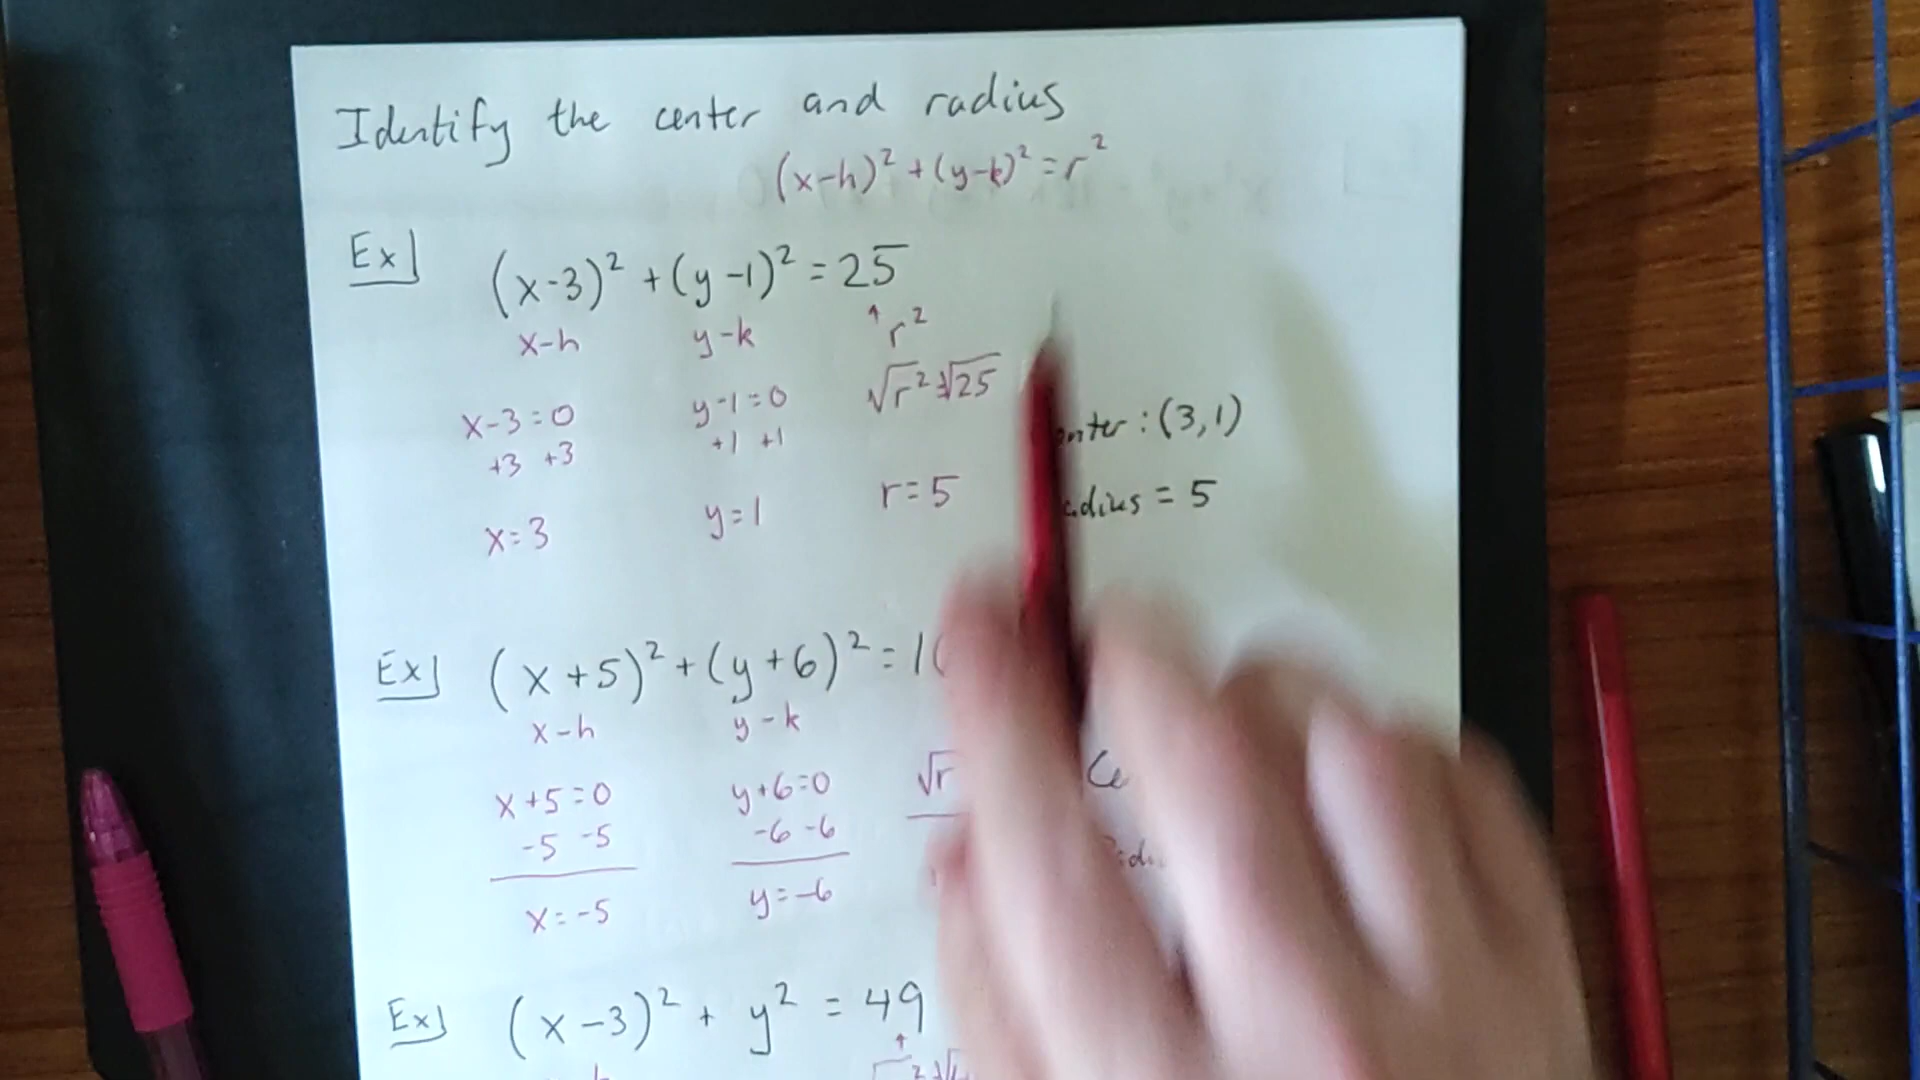 Identify the center and radius
(x-h)² + (y-k)² = r²
Ex] (x-3)² + (y-1)² = 25
x-h y-k r²
x-3=0 y-1=0 √r² = √25
+3 +3 +1 +1 : (3,1)
x=3 y=1 r=5 = 5
Ex] (x+5)² + (y+6)² =
x-h y-k
x+5=0 y+6=0 √r
-5 -5 -6 -6
x=-5 y=-6
Ex] (x-3)² + y² = 49